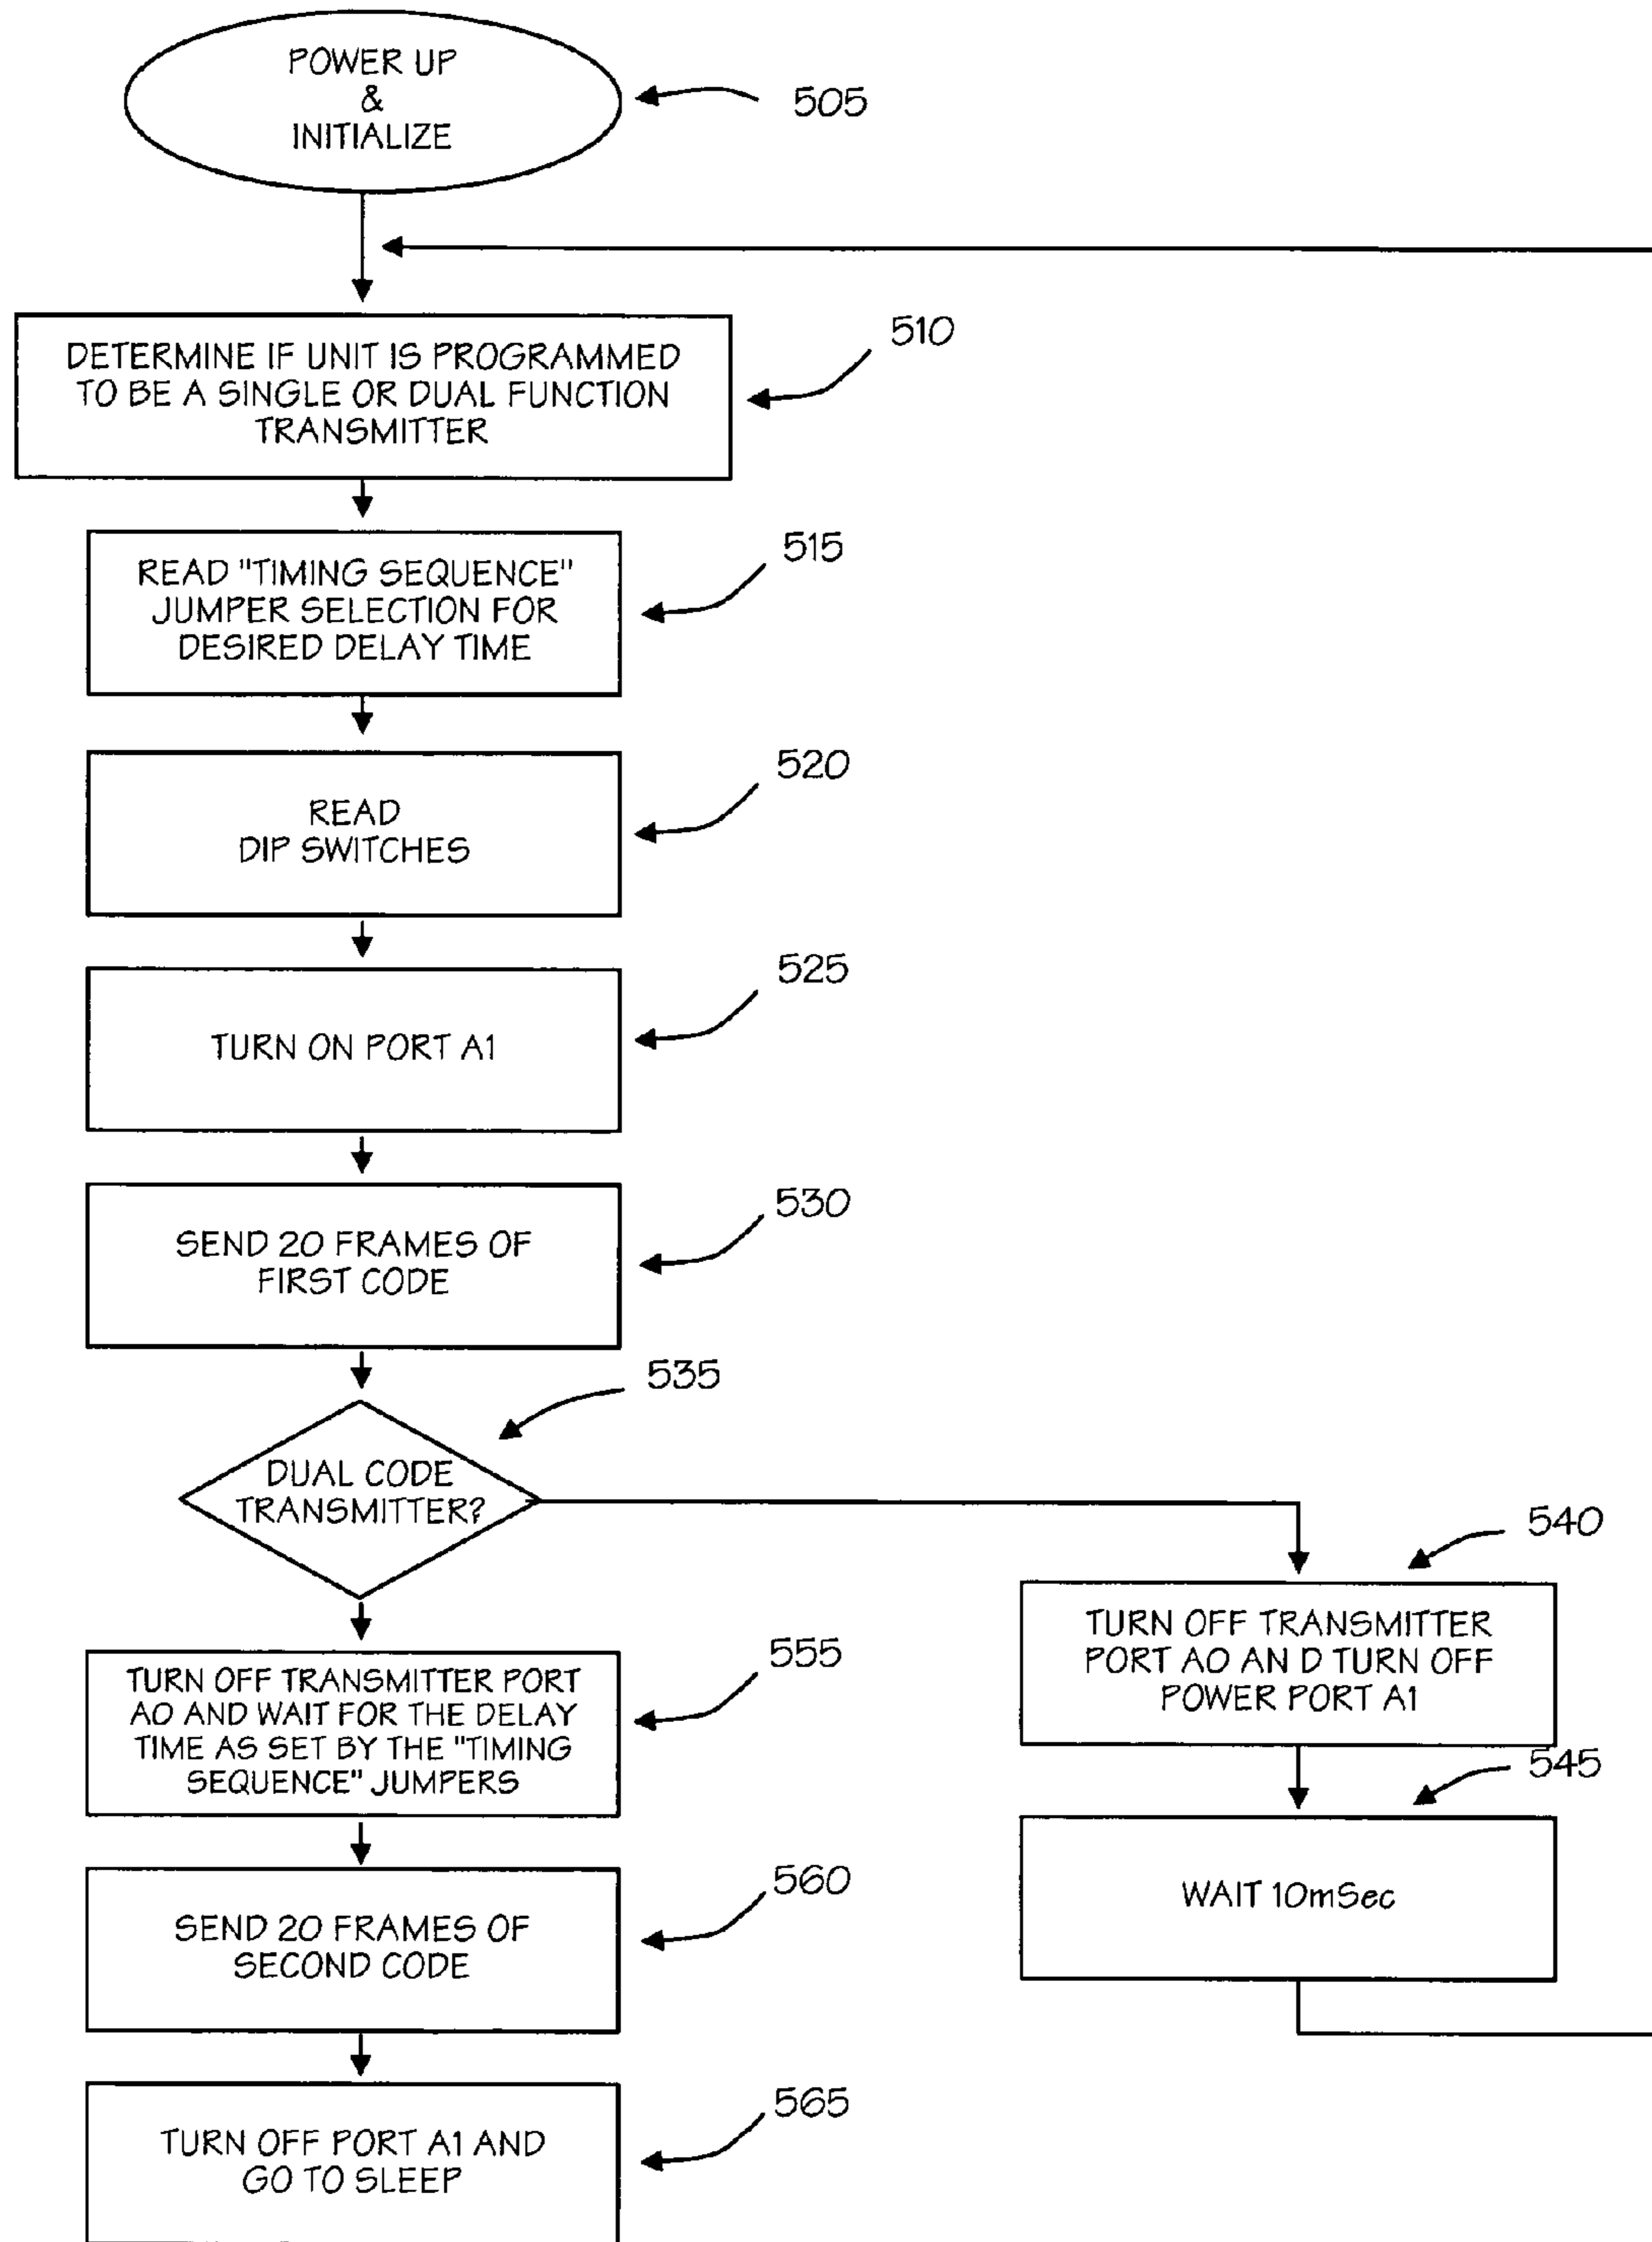 POWER UP
&
INITIALIZE
505
DETERMINE IF UNIT IS PROGRAMMED
TO BE A SINGLE OR DUAL FUNCTION
TRANSMITTER
510
READ "TIMING SEQUENCE"
JUMPER SELECTION FOR
DESIRED DELAY TIME
515
READ
DIP SWITCHES
520
TURN ON PORT A1
525
SEND 20 FRAMES OF
FIRST CODE
530
DUAL CODE
TRANSMITTER?
535
TURN OFF TRANSMITTER
PORT A0 AN D TURN OFF
POWER PORT A1
540
WAIT 10mSec
545
TURN OFF TRANSMITTER PORT
A0 AND WAIT FOR THE DELAY
TIME AS SET BY THE "TIMING
SEQUENCE" JUMPERS
555
SEND 20 FRAMES OF
SECOND CODE
560
TURN OFF PORT A1 AND
GO TO SLEEP
565